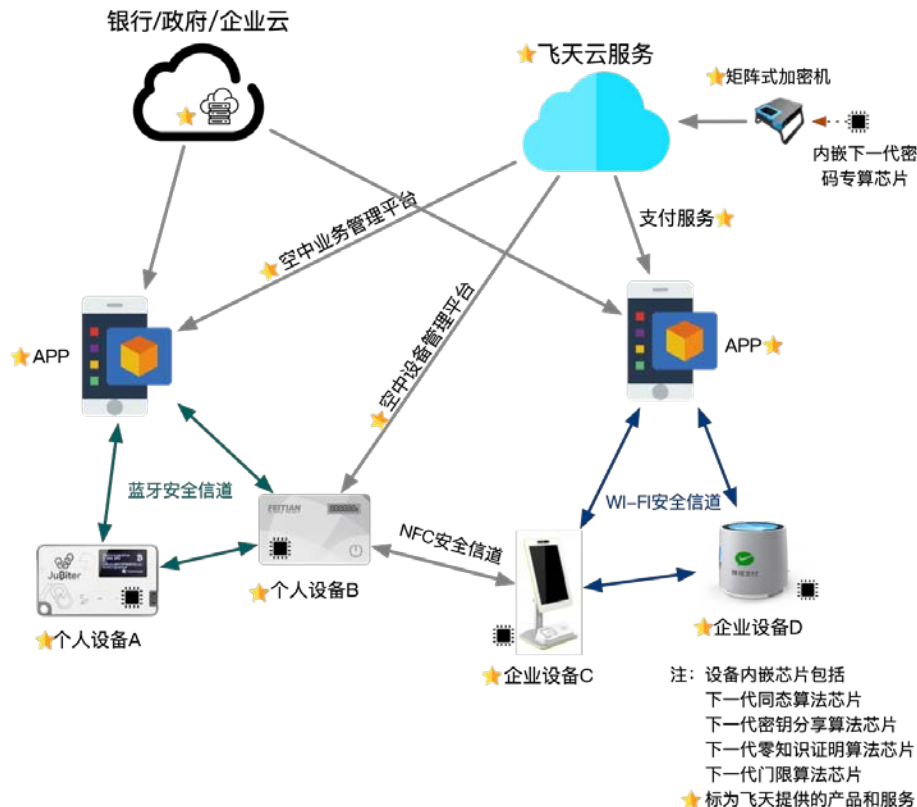 银行/政府/企业云
飞天云服务
矩阵式加密机
内嵌下一代密
码专算芯片
空中业务管理平台
支付服务
空中设备管理平台
APP
APP
蓝牙安全信道
FEITIAN
WI-FI安全信道
NFC安全信道
JuBiter
个人设备B
个人设备A
企业设备D
企业设备C
注：设备内嵌芯片包括
下一代同态算法芯片
下一代密钥分享算法芯片
下一代零知识证明算法芯片
下一代门限算法芯片
标为飞天提供的产品和服务